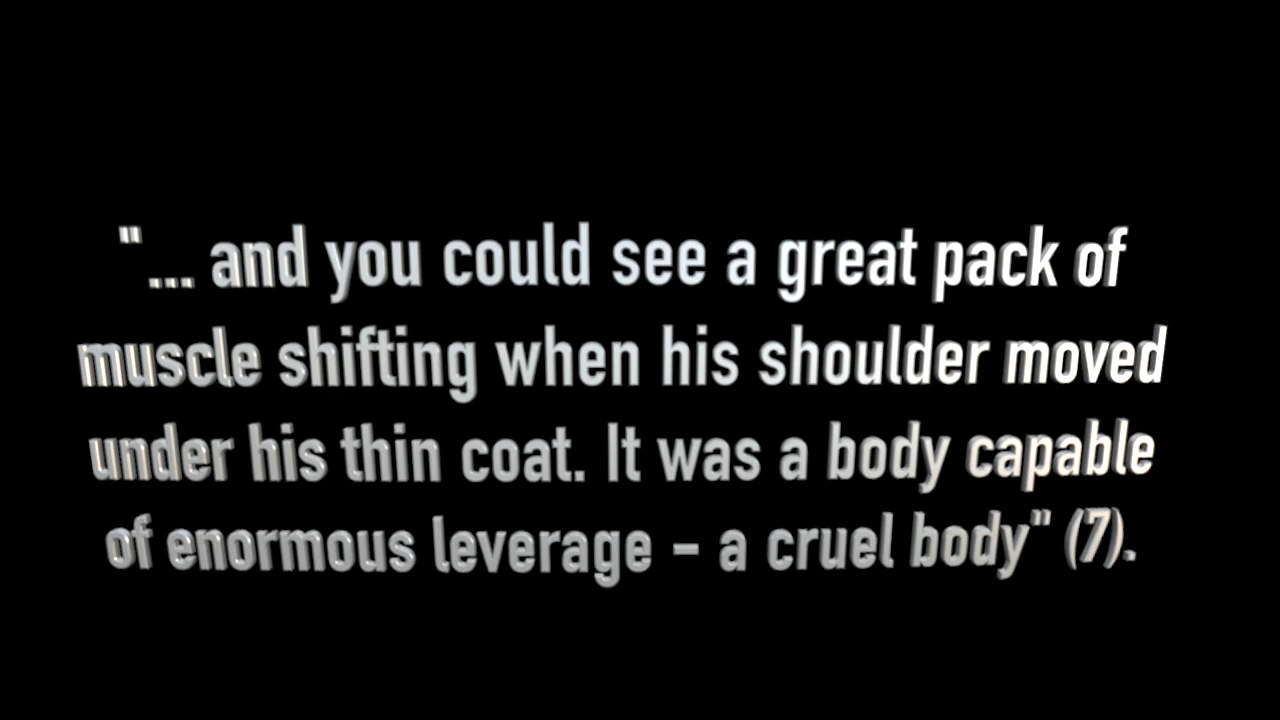 "... and you could see a great pack of
muscle shifting when his shoulder moved
under his thin coat. It was a body capable
of enormous leverage - a cruel body" (7).